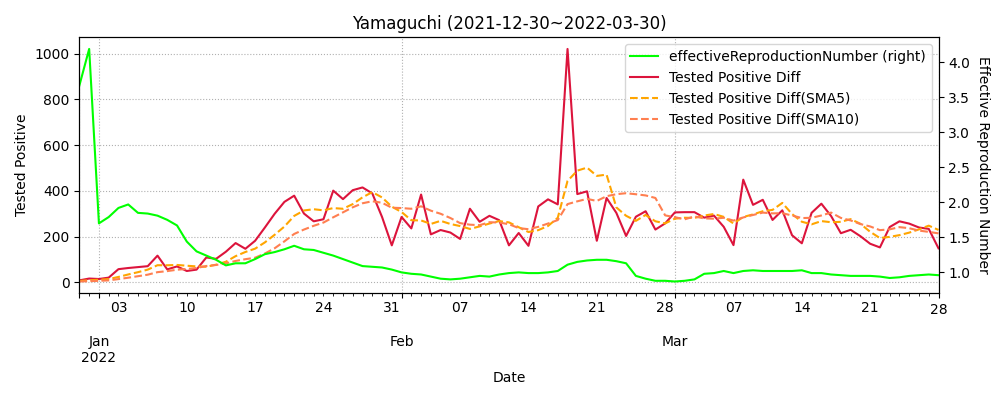 Yamaguchi (2021-12-30~2022-03-30)
effectiveReproductionNumber (right)
Tested Positive Diff
Tested Positive Diff(SMA5)
Tested Positive Diff(SMA10)
Tested Positive
1000
800
600
400
200
0
Effective Reproduction Number
4.0
3.5
3.0
2.5
2.0
1.5
1.0
03 10 17 24 31 07 14 21 28 07 14 21 28
Jan Feb Mar
2022
Date